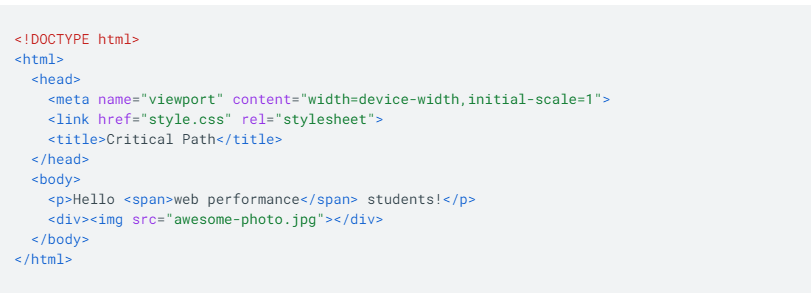 <!DOCTYPE html>
<html>
  <head>
    <meta name="viewport" content="width=device-width,initial-scale=1">
    <link href="style.css" rel="stylesheet">
    <title>Critical Path</title>
  </head>
  <body>
    <p>Hello <span>web performance</span> students!</p>
    <div><img src="awesome-photo.jpg"></div>
  </body>
</html>